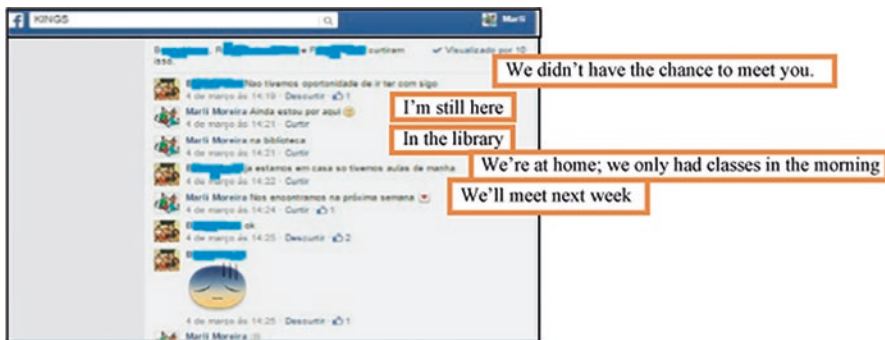 KINGS
Marli
curtiram
✓ Visualizado por 10
isso.
We didn't have the chance to meet you.
Nao tivemos oportunidade de ir ter com sigo
4 de março às 14:19 · Descurtir · 1
I'm still here
Marli Moreira Ainda estou por aqui
4 de março às 14:21 · Curtir
In the library
Marli Moreira na biblioteca
4 de março às 14:21 · Curtir
We're at home; we only had classes in the morning
ja estamos em casa so tivemos aulas de manha
4 de março às 14:22 · Curtir
We'll meet next week
Marli Moreira Nos encontramos na próxima semana
4 de março às 14:24 · Curtir · 1
ok
4 de março às 14:25 · Descurtir · 2
4 de março às 14:25 · Descurtir · 1
Marli Moreira